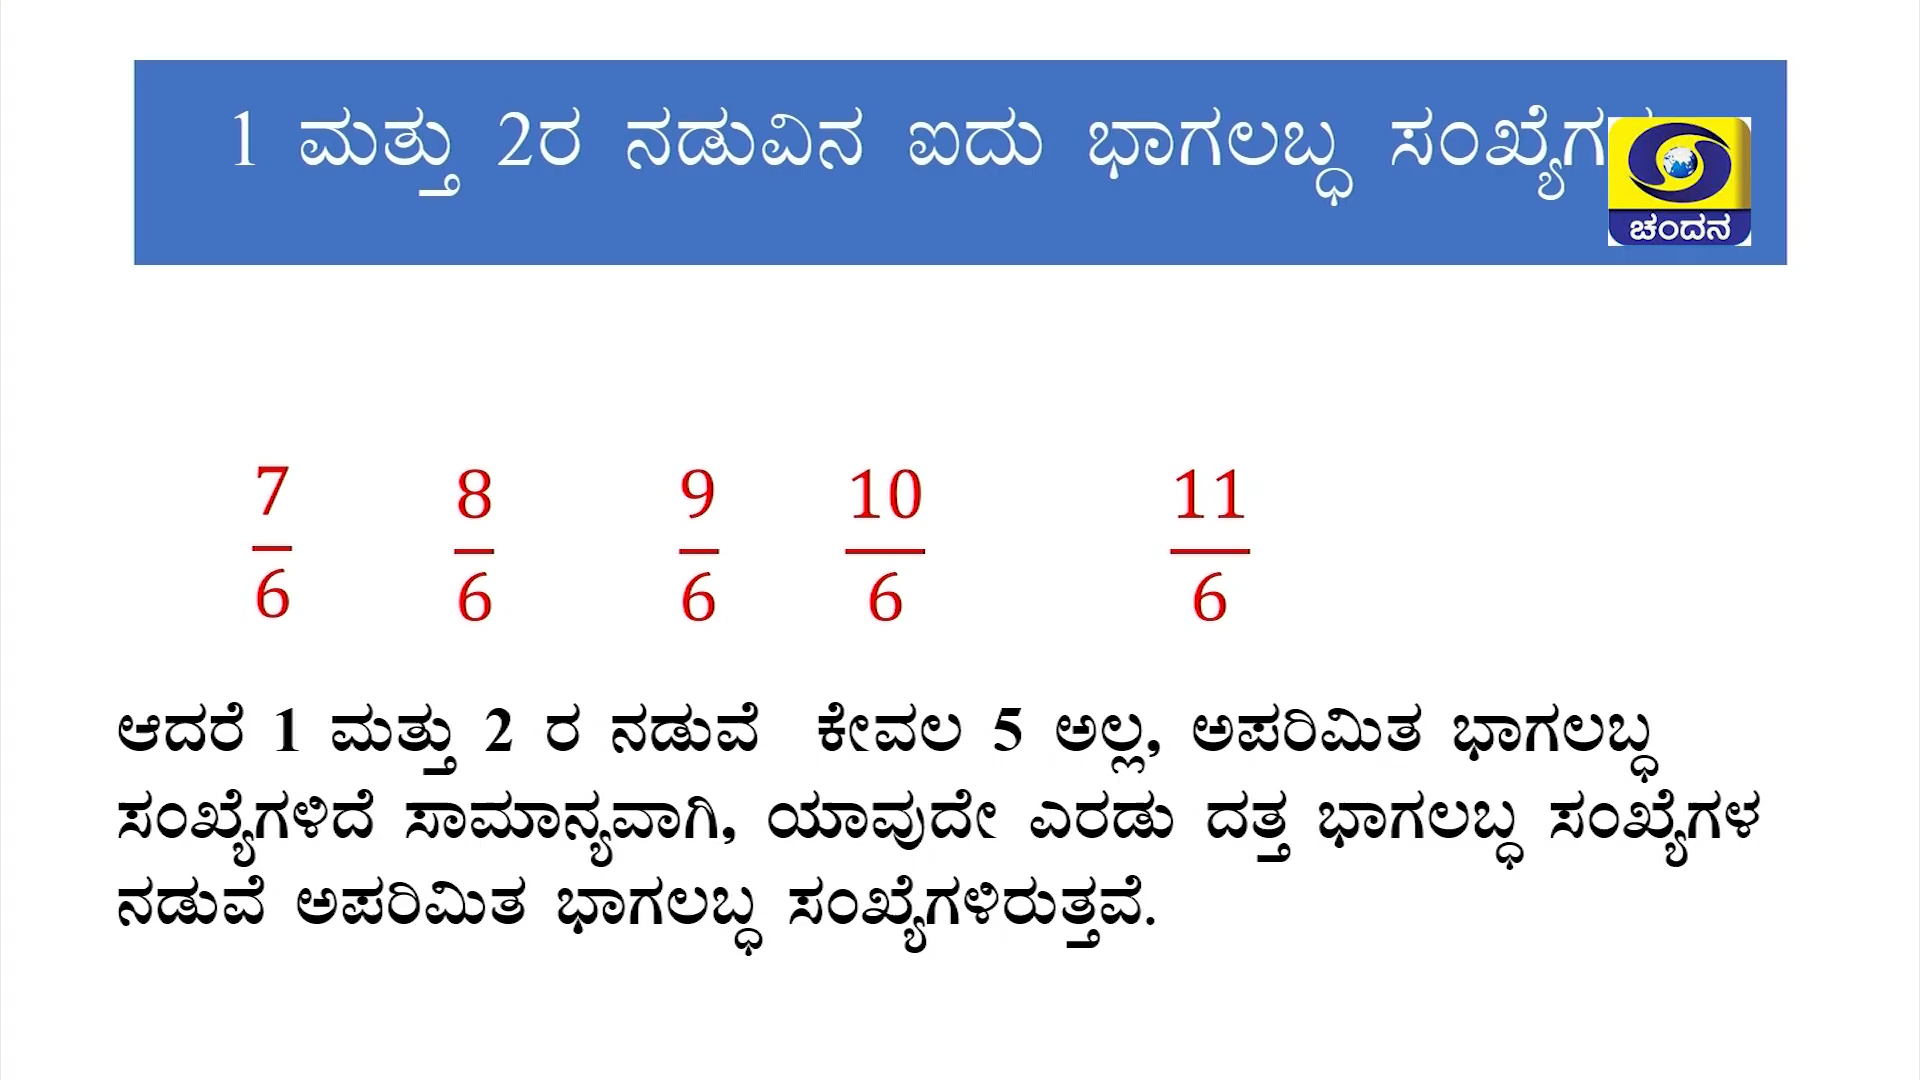 1 ಮತ್ತು 2ರ ನಡುವಿನ ಐದು ಭಾಗಲಬ್ಧ
ಚಂದನ
7/6 8/6 9/6 10/6 11/6
ಆದರೆ 1 ಮತ್ತು 2 ರ ನಡುವೆ ಕೇವಲ 5 ಅಲ್ಲ, ಅಪರಿಮಿತ ಭಾಗಲಬ್ಧ
ಸಂಖ್ಯೆಗಳಿದೆ ಸಾಮಾನ್ಯವಾಗಿ, ಯಾವುದೇ ಎರಡು ದತ್ತ ಭಾಗಲಬ್ಧ ಸಂಖ್ಯೆಗಳ
ನಡುವೆ ಅಪರಿಮಿತ ಭಾಗಲಬ್ಧ ಸಂಖ್ಯೆಗಳಿರುತ್ತವೆ.